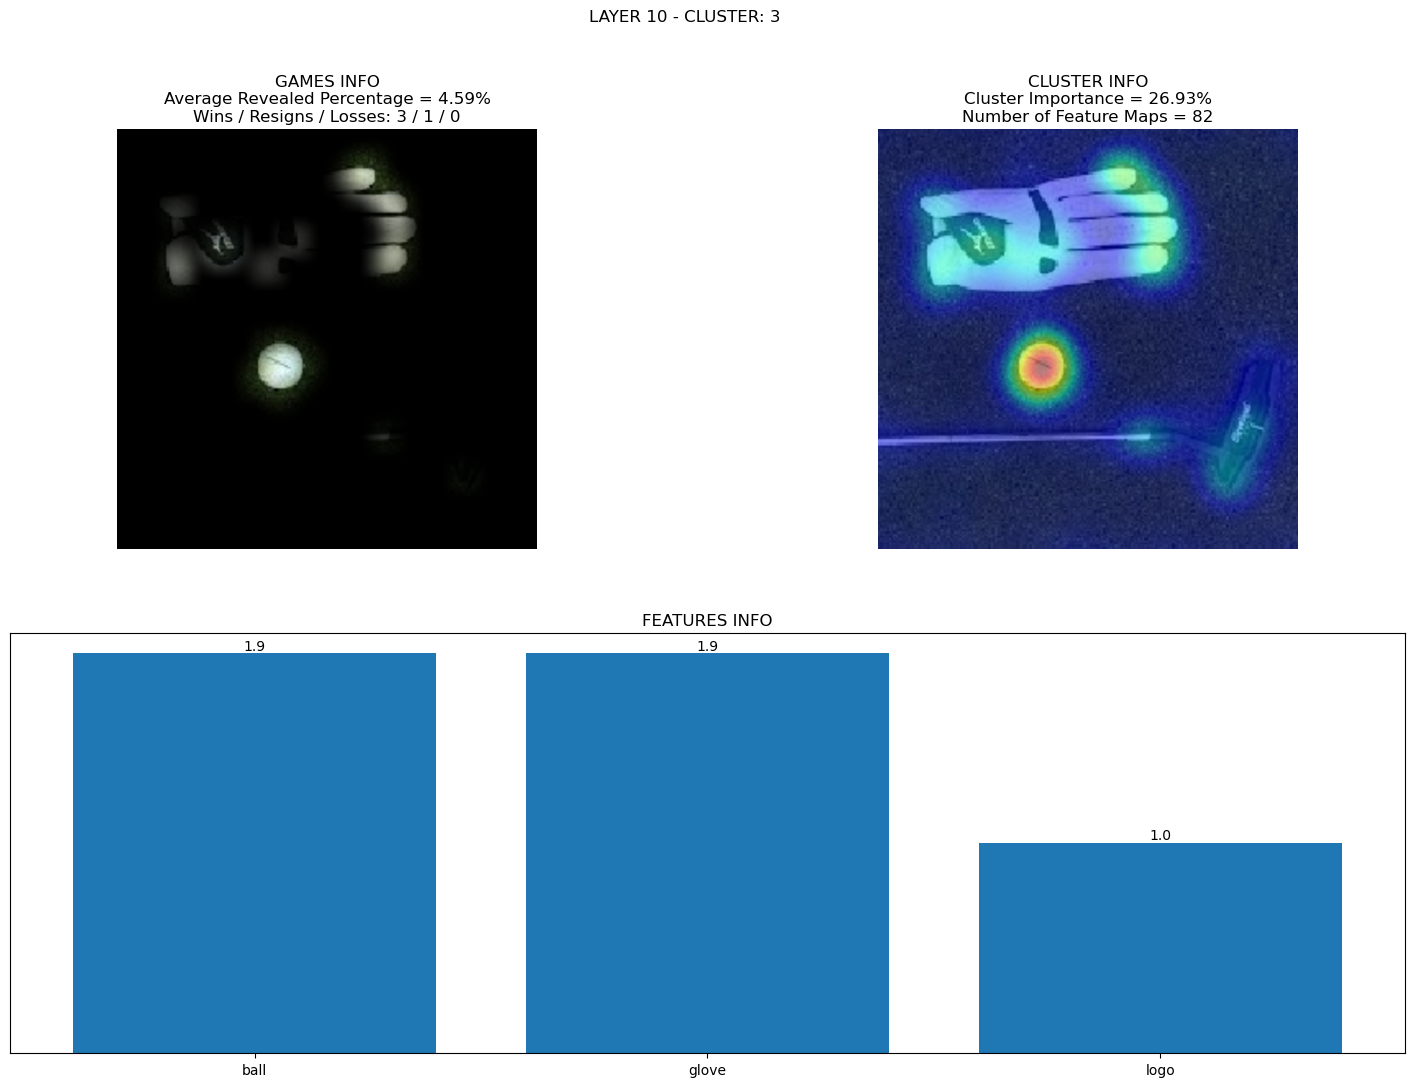 LAYER 10 - CLUSTER: 3
GAMES INFO
Average Revealed Percentage = 4.59%
Wins / Resigns / Losses: 3 / 1 / 0
CLUSTER INFO
Cluster Importance = 26.93%
Number of Feature Maps = 82
FEATURES INFO
1.9
1.9
1.0
ball
glove
logo